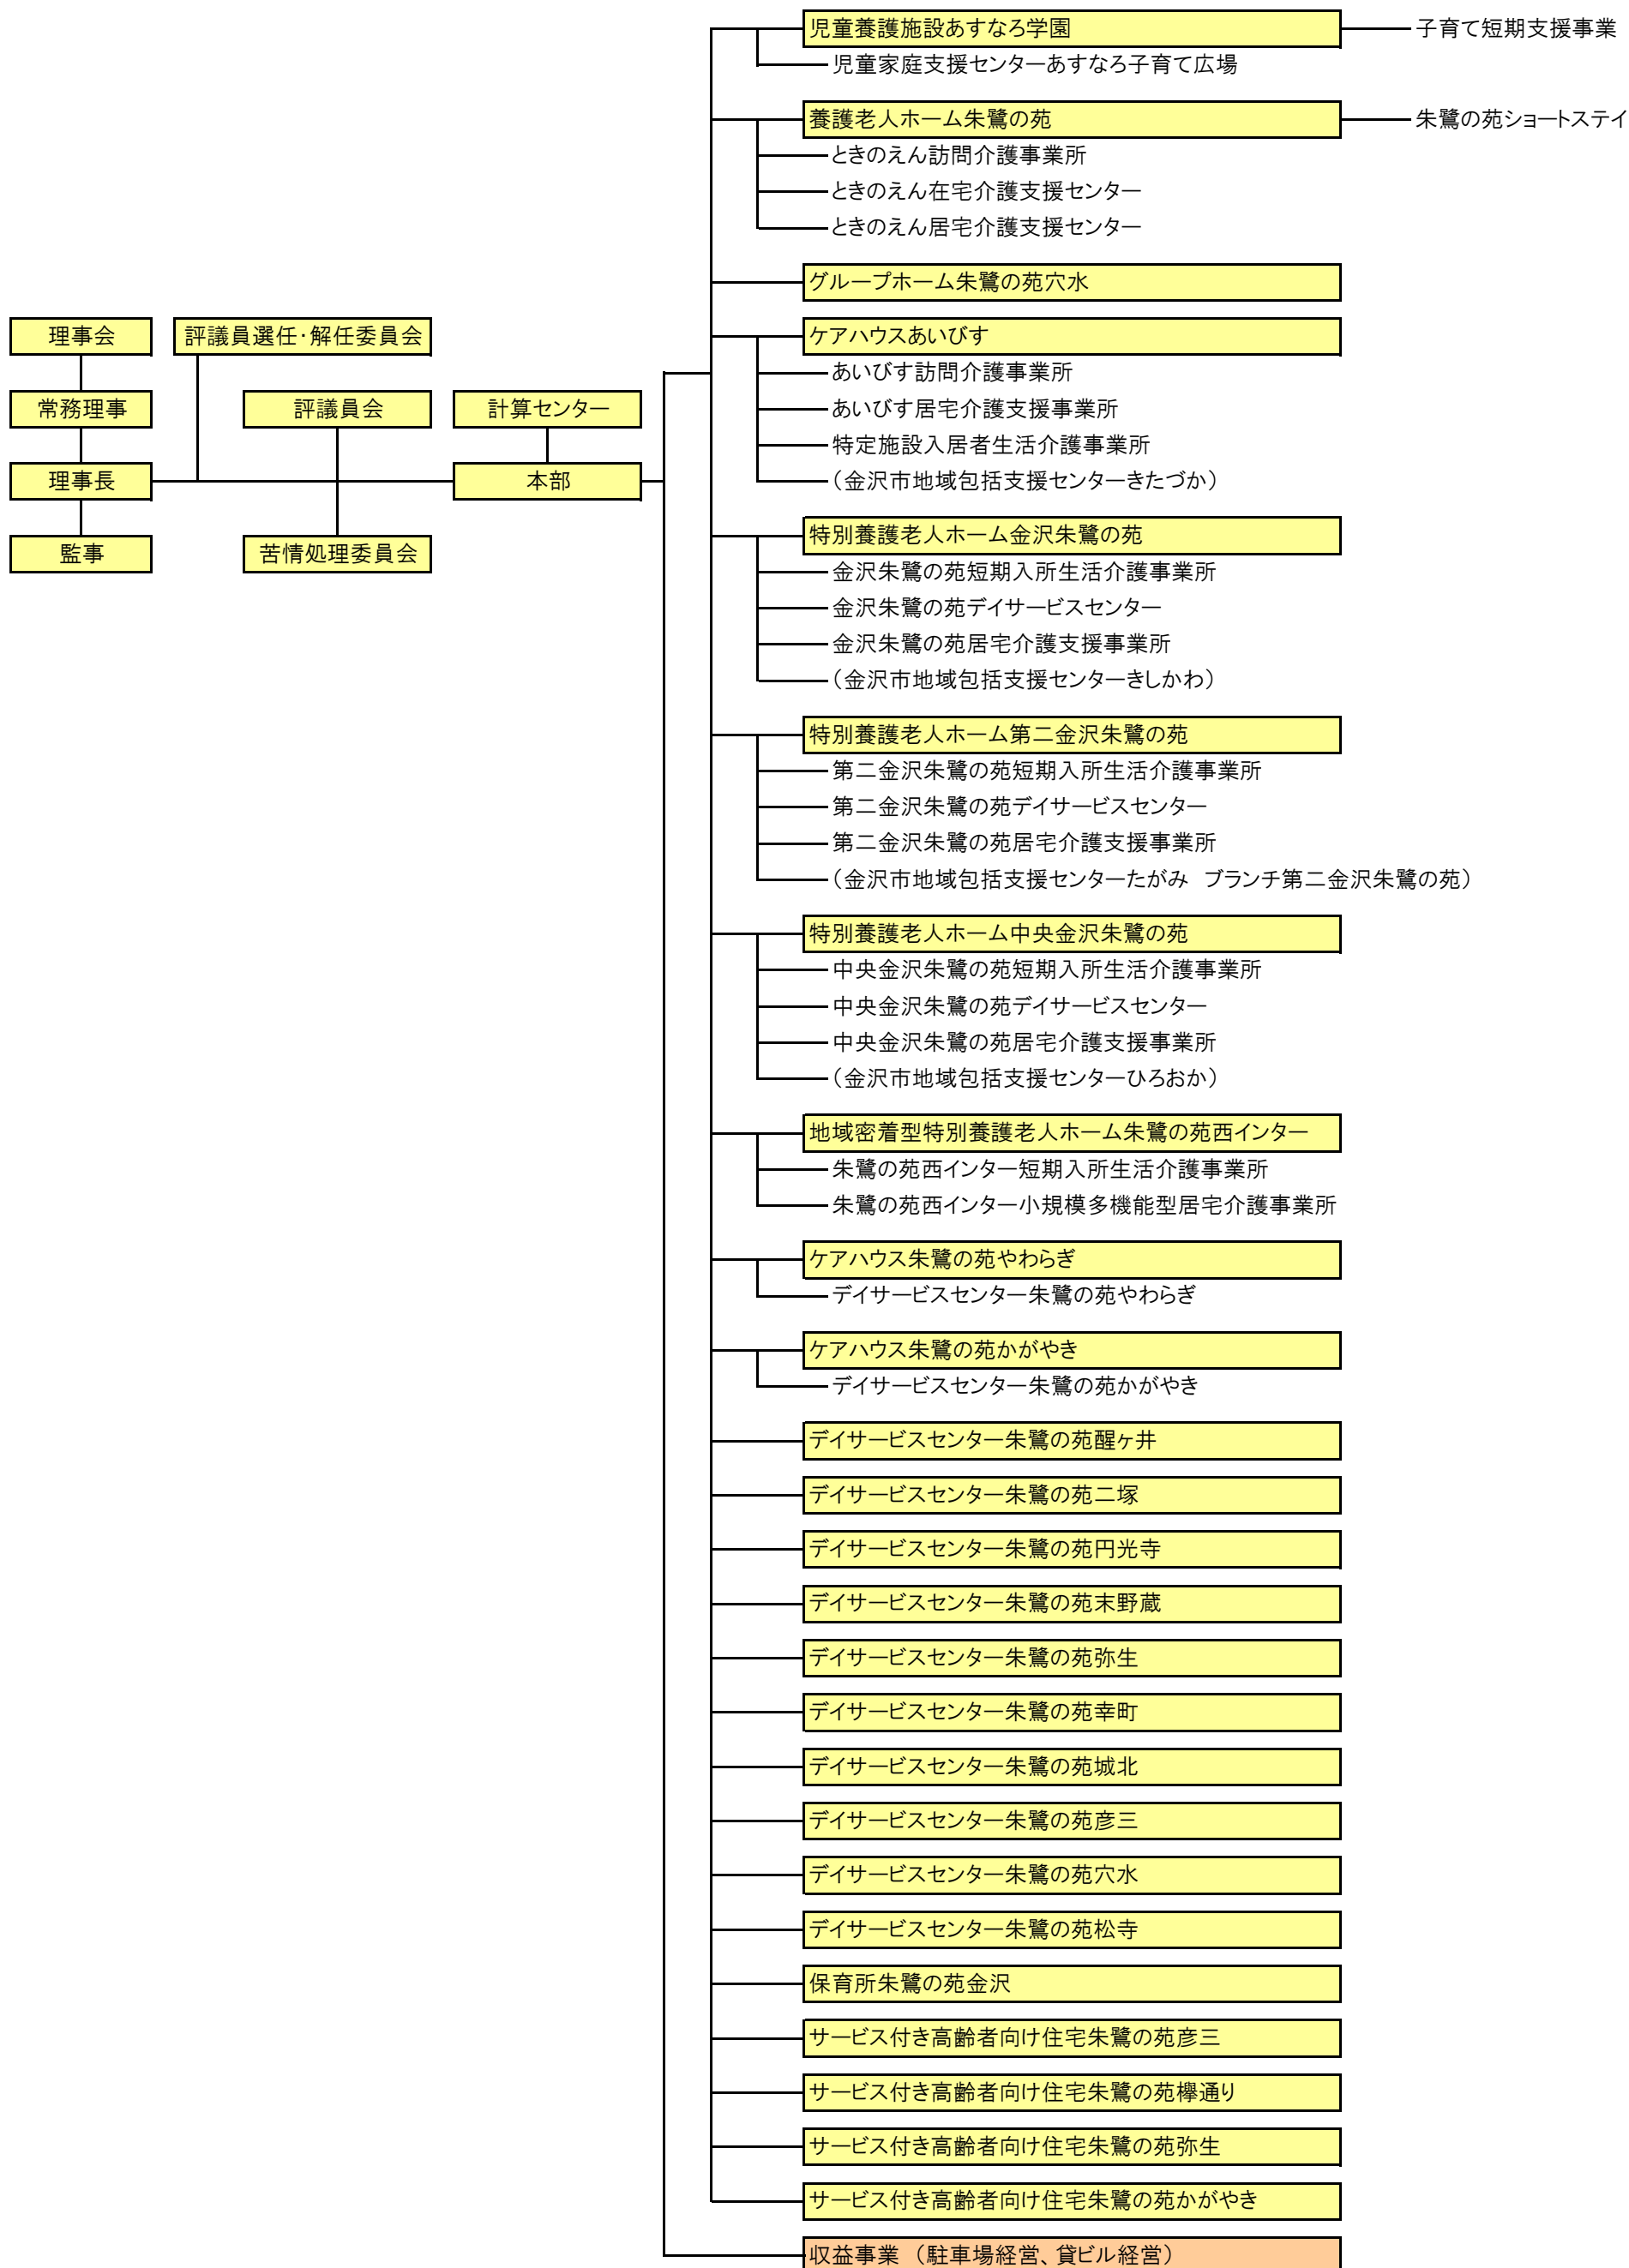 理事会
評議員選任・解任委員会
常務理事
評議員会
計算センター
理事長
本部
監事
苦情処理委員会
児童養護施設あすなろ学園
子育て短期支援事業
児童家庭支援センターあすなろ子育て広場
養護老人ホーム朱鷺の苑
朱鷺の苑ショートステイ
ときのえん訪問介護事業所
ときのえん在宅介護支援センター
ときのえん居宅介護支援センター
グループホーム朱鷺の苑穴水
ケアハウスあいびす
あいびす訪問介護事業所
あいびす居宅介護支援事業所
特定施設入居者生活介護事業所
（金沢市地域包括支援センターきたづか）
特別養護老人ホーム金沢朱鷺の苑
金沢朱鷺の苑短期入所生活介護事業所
金沢朱鷺の苑デイサービスセンター
金沢朱鷺の苑居宅介護支援事業所
（金沢市地域包括支援センターきしかわ）
特別養護老人ホーム第二金沢朱鷺の苑
第二金沢朱鷺の苑短期入所生活介護事業所
第二金沢朱鷺の苑デイサービスセンター
第二金沢朱鷺の苑居宅介護支援事業所
（金沢市地域包括支援センターたがみ　ブランチ第二金沢朱鷺の苑）
特別養護老人ホーム中央金沢朱鷺の苑
中央金沢朱鷺の苑短期入所生活介護事業所
中央金沢朱鷺の苑デイサービスセンター
中央金沢朱鷺の苑居宅介護支援事業所
（金沢市地域包括支援センターひろおか）
地域密着型特別養護老人ホーム朱鷺の苑西インター
朱鷺の苑西インター短期入所生活介護事業所
朱鷺の苑西インター小規模多機能型居宅介護事業所
ケアハウス朱鷺の苑やわらぎ
デイサービスセンター朱鷺の苑やわらぎ
ケアハウス朱鷺の苑かがやき
デイサービスセンター朱鷺の苑かがやき
デイサービスセンター朱鷺の苑醒ヶ井
デイサービスセンター朱鷺の苑二塚
デイサービスセンター朱鷺の苑円光寺
デイサービスセンター朱鷺の苑末野蔵
デイサービスセンター朱鷺の苑弥生
デイサービスセンター朱鷺の苑幸町
デイサービスセンター朱鷺の苑城北
デイサービスセンター朱鷺の苑彦三
デイサービスセンター朱鷺の苑穴水
デイサービスセンター朱鷺の苑松寺
保育所朱鷺の苑金沢
サービス付き高齢者向け住宅朱鷺の苑彦三
サービス付き高齢者向け住宅朱鷺の苑欅通り
サービス付き高齢者向け住宅朱鷺の苑弥生
サービス付き高齢者向け住宅朱鷺の苑かがやき
収益事業　（駐車場経営、貸ビル経営）